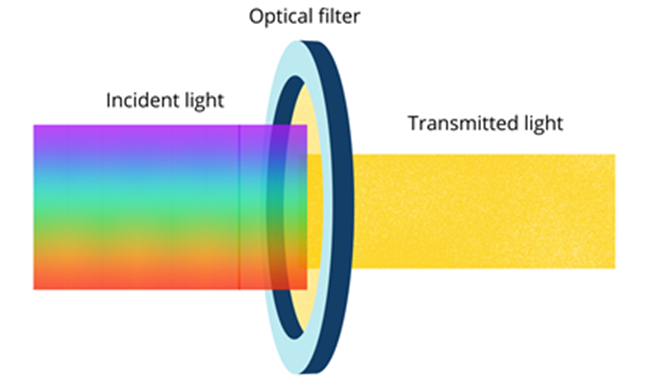 Optical filter
Incident light
Transmitted light